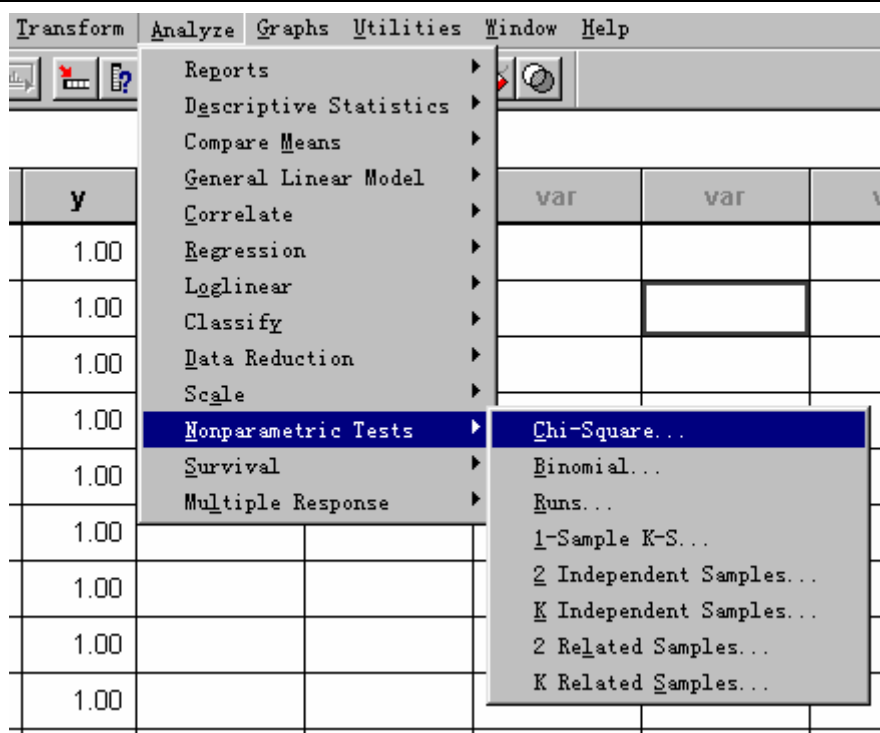 Transform Analyze Graphs Utilities Window Help
Reports
Descriptive Statistics
Compare Means
General Linear Model
Correlate
Regression
Loglinear
Classify
Data Reduction
Scale
Nonparametric Tests
Survival
Multiple Response
Chi-Square...
Binomial...
Runs...
1-Sample K-S...
2 Independent Samples...
K Independent Samples...
2 Related Samples...
K Related Samples...
y var var
1.00
1.00
1.00
1.00
1.00
1.00
1.00
1.00
1.00